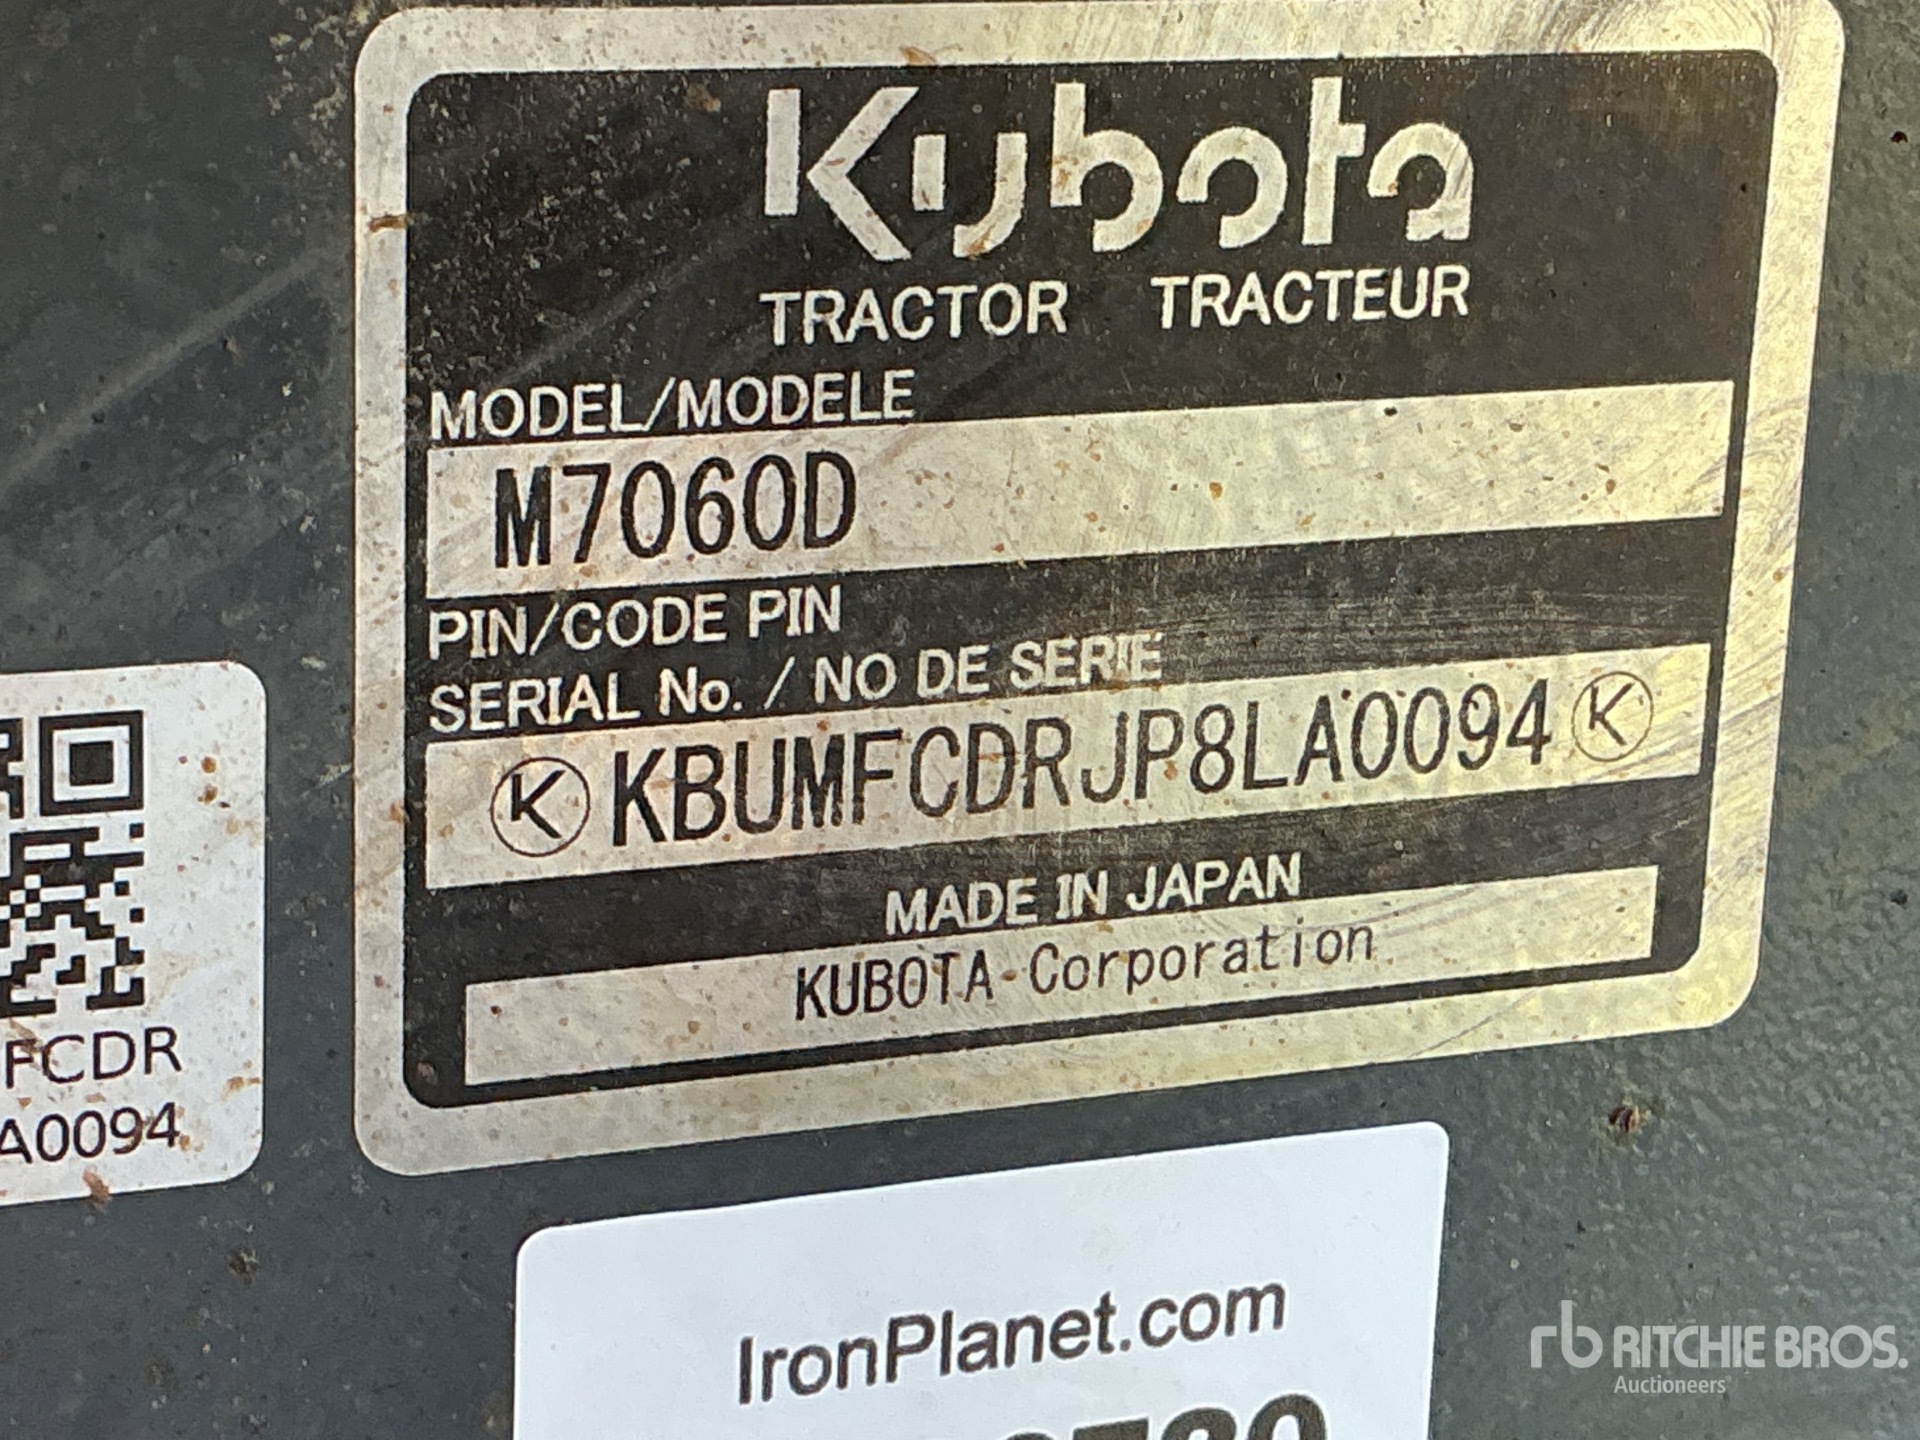 Kubota
TRACTOR TRACTEUR
MODEL/MODELE
M7060D
PIN/CODE PIN
SERIAL No. / NO DE SERIE
K KBUMFCDRJP8LA0094 K
MADE IN JAPAN
KUBOTA Corporation
FCDR
A0094
IronPlanet.com
rb RITCHIE BROS.
Auctioneers